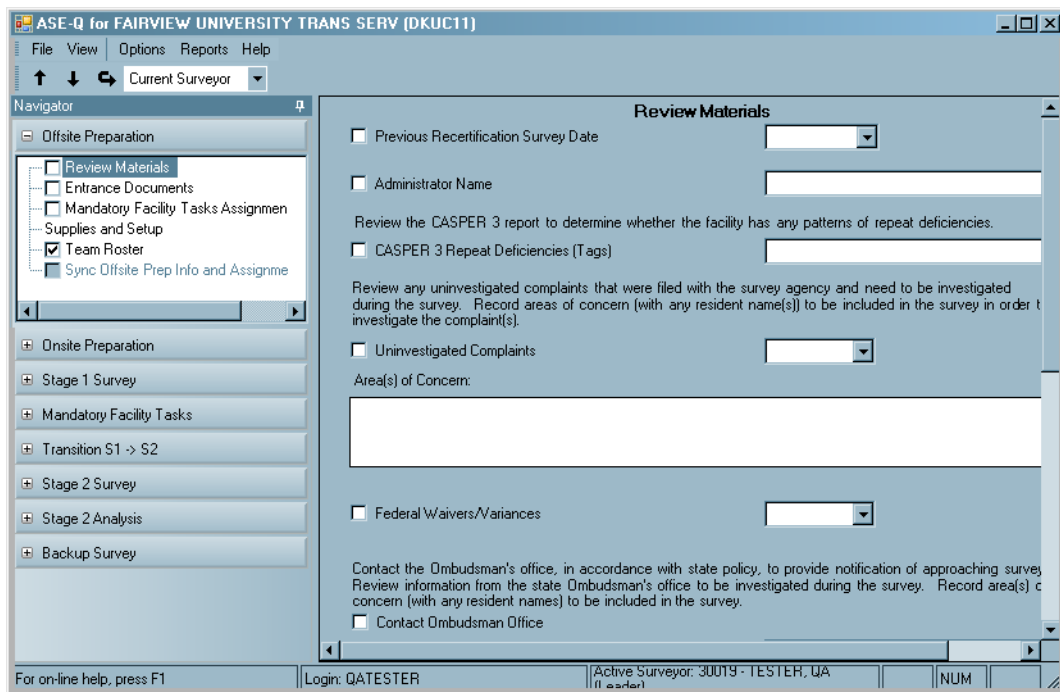 ASE-Q for FAIRVIEW UNIVERSITY TRANS SERV (DKUC11)
File View Options Reports Help
Current Surveyor
Navigator
Offsite Preparation
Review Materials
Entrance Documents
Mandatory Facility Tasks Assignmen
Supplies and Setup
Team Roster
Sync Offsite Prep Info and Assignme
Onsite Preparation
Stage 1 Survey
Mandatory Facility Tasks
Transition S1 -> S2
Stage 2 Survey
Stage 2 Analysis
Backup Survey
Review Materials
Previous Recertification Survey Date
Administrator Name
Review the CASPER 3 report to determine whether the facility has any patterns of repeat deficiencies.
CASPER 3 Repeat Deficiencies (Tags)
Review any uninvestigated complaints that were filed with the survey agency and need to be investigated
during the survey. Record areas of concern (with any resident name(s)) to be included in the survey in order t
investigate the complaint(s).
Uninvestigated Complaints
Area(s) of Concern:
Federal Waivers/Variances
Contact the Ombudsman's office, in accordance with state policy, to provide notification of approaching survey
Review information from the state Ombudsman's office to be investigated during the survey. Record area(s) o
concern (with any resident names) to be included in the survey.
Contact Ombudsman Office
For on-line help, press F1
Login: QATESTER
Active Surveyor: 30019 - TESTER, QA
(Leader)
NUM